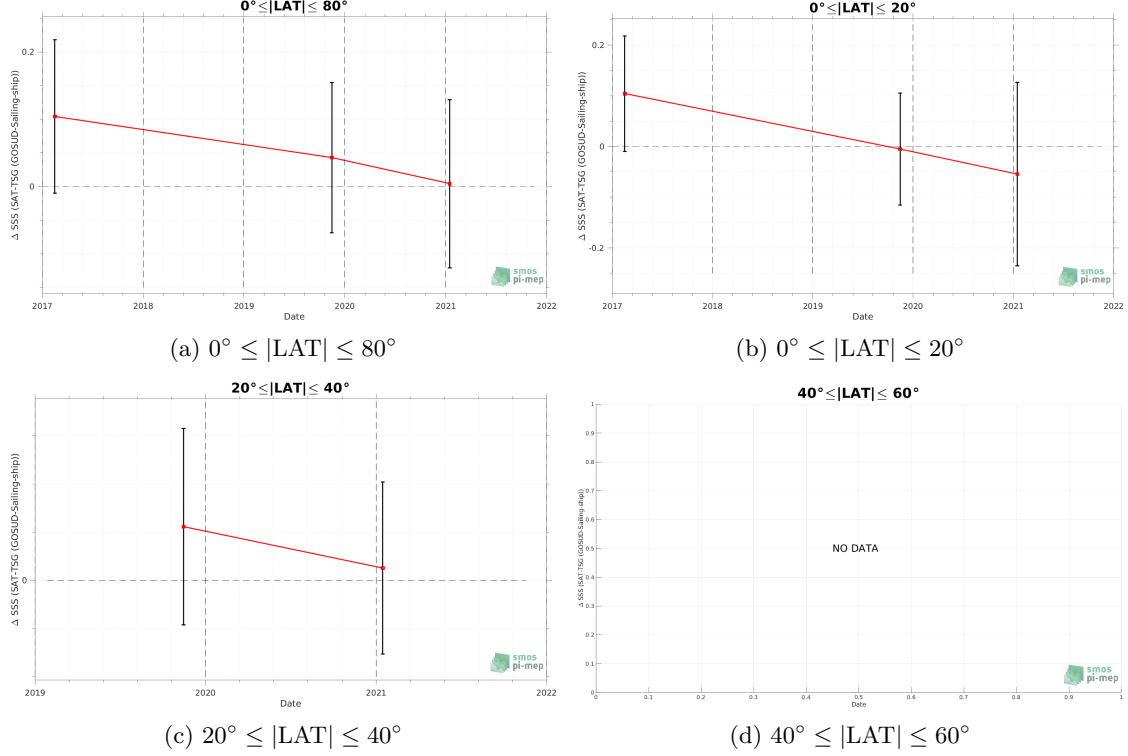 0°≤|LAT|≤ 80°
Δ SSS (SAT-TSG (GOSUD-Sailing-ship))
0.2
0
2017
2018
2019
2020
2021
2022
Date
smos
pi-mep
(a) 0° ≤ |LAT| ≤ 80°
0°≤|LAT|≤ 20°
Δ SSS (SAT-TSG (GOSUD-Sailing-ship))
0.2
0
-0.2
2017
2018
2019
2020
2021
2022
Date
smos
pi-mep
(b) 0° ≤ |LAT| ≤ 20°
20°≤|LAT|≤ 40°
Δ SSS (SAT-TSG (GOSUD-Sailing-ship))
0
2019
2020
2021
2022
Date
smos
pi-mep
(c) 20° ≤ |LAT| ≤ 40°
40°≤|LAT|≤ 60°
Δ SSS (SAT-TSG (GOSUD-Sailing-ship))
1
0.9
0.8
0.7
0.6
0.5
0.4
0.3
0.2
0.1
0
NO DATA
0
0.1
0.2
0.3
0.4
0.5
0.6
0.7
0.8
0.9
1
Date
smos
pi-mep
(d) 40° ≤ |LAT| ≤ 60°